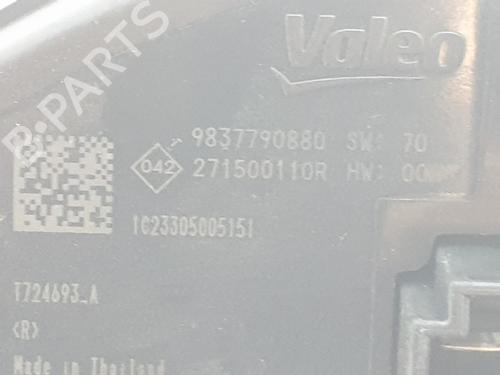 Valeo
9837790880 SW: 70
042 271500110R HW:
1C23305005151
T724693_A
<R>
Made in Thailand
B-PARTS